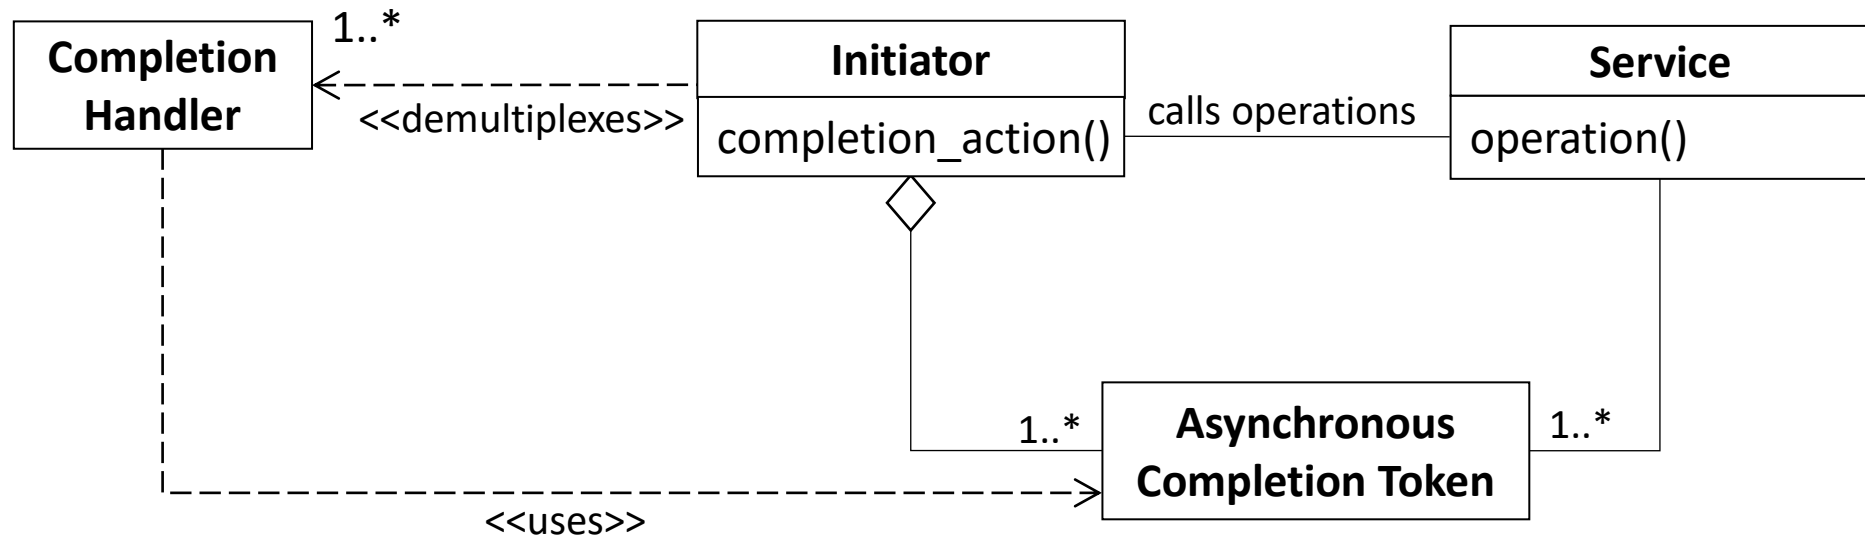 Completion
Handler
1..*
<<demultiplexes>>
Initiator
completion_action()
calls operations
Service
operation()
1..*
Asynchronous
Completion Token
1..*
<<uses>>